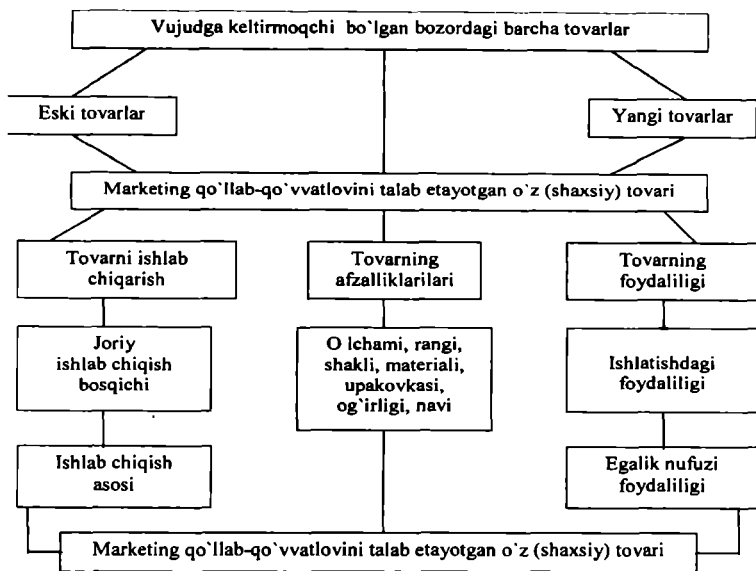 Vujudga keltirmoqchi bo`lgan bozordagi barcha tovarlar
Eski tovarlar
Yangi tovarlar
Marketing qo`llab-qo`vvatlovini talab etayotgan o`z (shaxsiy) tovari
Tovarni ishlab
chiqarish
Tovarning
afzalliklarilari
Tovarning
foydaliligi
Joriy
ishlab chiqish
bosqichi
O lchami, rangi,
shakli, materiali,
upakovkasi,
og`irligi, navi
Ishlatishdagi
foydaliligi
Ishlab chiqish
asosi
Egalik nufuzi
foydaliligi
Marketing qo`llab-qo`vvatlovini talab etayotgan o`z (shaxsiy) tovari